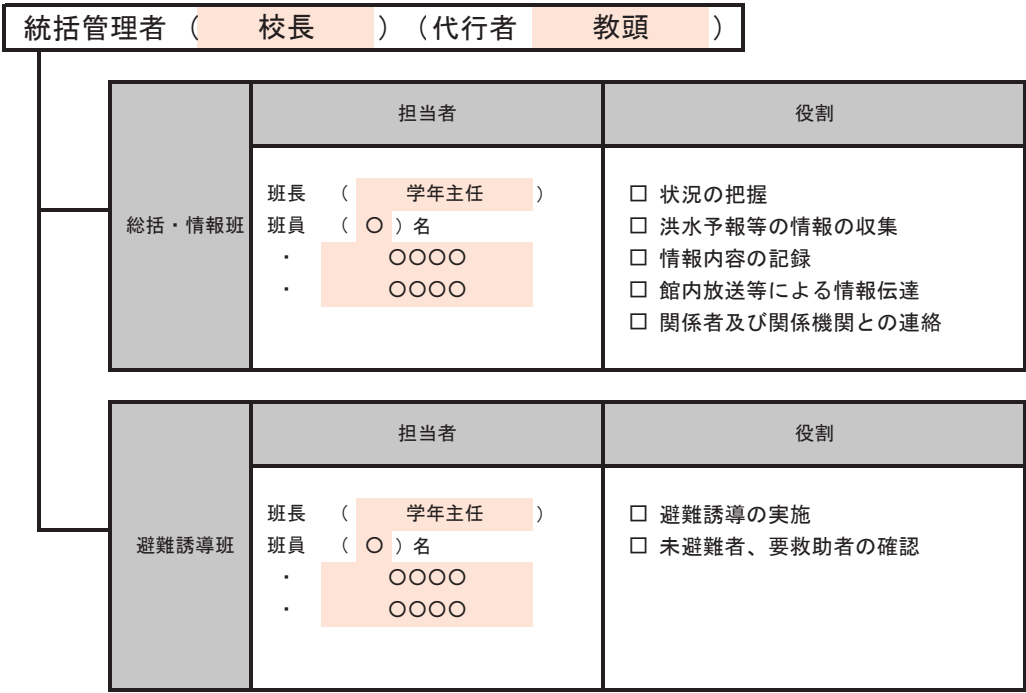 統括管理者（ 校長 ）（代行者 教頭 ）
担当者 役割
総括・情報班
班長 （ 学年主任 ）
班員 （ 〇 ）名
・ 〇〇〇〇
・ 〇〇〇〇
□ 状況の把握
□ 洪水予報等の情報の収集
□ 情報内容の記録
□ 館内放送等による情報伝達
□ 関係者及び関係機関との連絡
担当者 役割
避難誘導班
班長 （ 学年主任 ）
班員 （ 〇 ）名
・ 〇〇〇〇
・ 〇〇〇〇
□ 避難誘導の実施
□ 未避難者、要救助者の確認